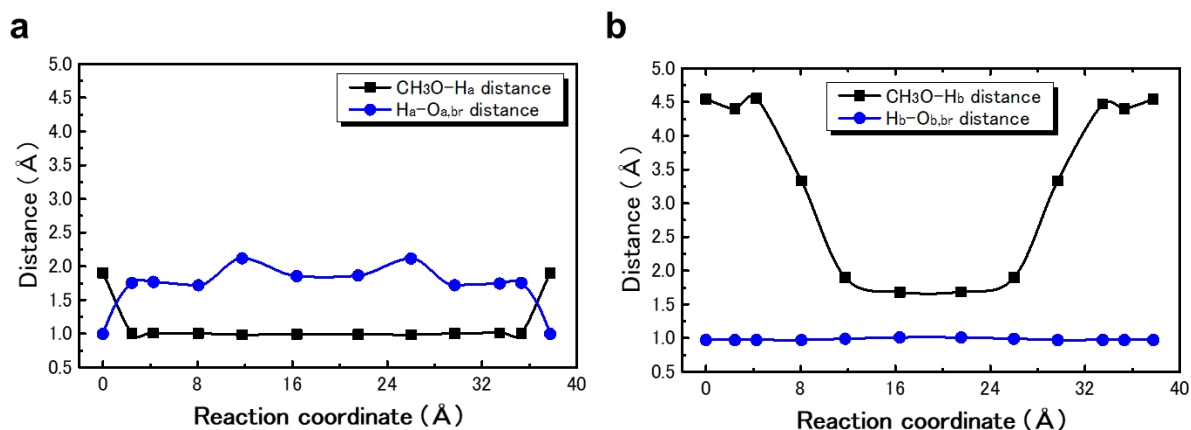 a
5.0
4.5
4.0
3.5
3.0
2.5
2.0
1.5
1.0
0.5
Distance (Å)
CH3O-Ha distance
Ha-Oa,br distance
0 8 16 24 32 40
Reaction coordinate (Å)
b
5.0
4.5
4.0
3.5
3.0
2.5
2.0
1.5
1.0
0.5
Distance (Å)
CH3O-Hb distance
Hb-Ob,br distance
0 8 16 24 32 40
Reaction coordinate (Å)